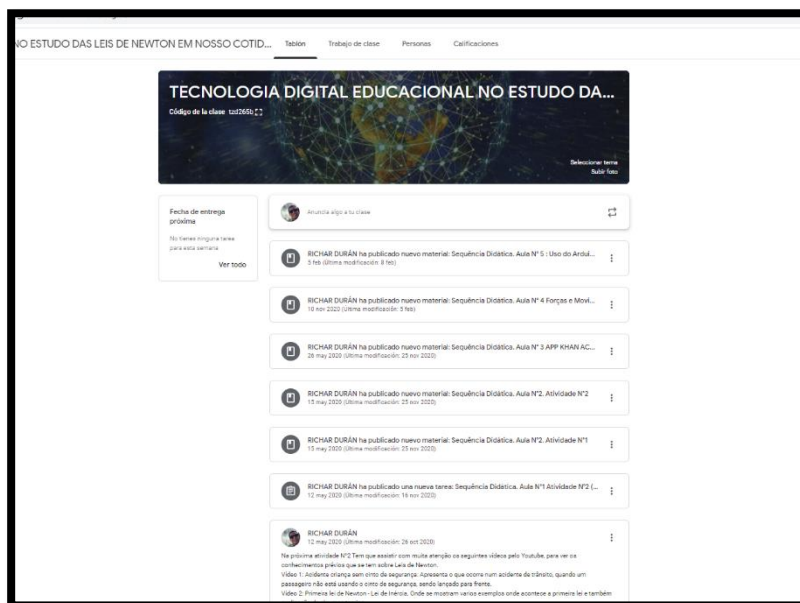 NO ESTUDO DAS LEIS DE NEWTON EM NOSSO COTID... Tablón Trabajo de clase Personas Calificaciones
TECNOLOGIA DIGITAL EDUCACIONAL NO ESTUDO DA...
Código de la clase tzd265b
Seleccionar tema
Subir foto
Fecha de entrega
próxima
No tienes ninguna tarea
para esta semana
Ver todo
Anuncia algo a tu clase
RICHAR DURÁN ha publicado nuevo material: Sequência Didática. Aula N° 5 : Uso do Ardui...
5 feb (Última modificación: 8 feb)
RICHAR DURÁN ha publicado nuevo material: Sequência Didática. Aula N° 4 Forças e Movi...
10 nov 2020 (Última modificación: 5 feb)
RICHAR DURÁN ha publicado nuevo material: Sequência Didática. Aula N° 3 APP KHAN AC...
26 may 2020 (Última modificación: 25 nov 2020)
RICHAR DURÁN ha publicado nuevo material: Sequência Didática. Aula N°2. Atividade N°2
15 may 2020 (Última modificación: 25 nov 2020)
RICHAR DURÁN ha publicado nuevo material: Sequência Didática. Aula N°2. Atividade N°1
15 may 2020 (Última modificación: 25 nov 2020)
RICHAR DURÁN ha publicado una nueva tarea: Sequência Didática. Aula N°1 Atividade N°2 (...
12 may 2020 (Última modificación: 16 nov 2020)
RICHAR DURÁN
12 may 2020 (Última modificación: 26 oct 2020)
Na próxima atividade N°2 Tem que assistir com muita atenção os seguintes vídeos pelo Youtube, para ver os
conhecimentos prévios que se tem sobre Leis de Newton.
Vídeo 1: Acidente criança sem cinto de segurança: Apresenta o que ocorre num acidente de trânsito, quando um
passageiro não está usando o cinto de segurança, sendo lançado para frente.
Vídeo 2: Primeira lei de Newton - Lei de Inércia, Onde se mostram varios exemplos onde acontece a primeira lei e também